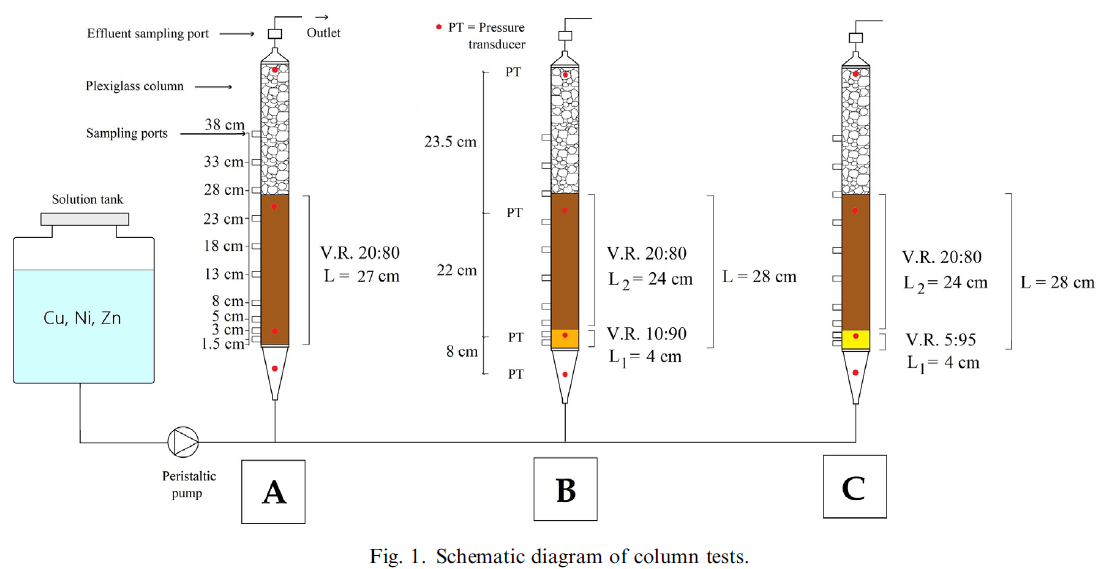 Effluent sampling port
Outlet
Plexiglass column
Sampling ports
38 cm
33 cm
28 cm
23 cm
18 cm
13 cm
8 cm
5 cm
3 cm
1.5 cm
Solution tank
Cu, Ni, Zn
Peristaltic
pump
V.R. 20:80
L = 27 cm
A
PT = Pressure
transducer
PT
23.5 cm
PT
22 cm
PT
8 cm
PT
V.R. 20:80
L2 = 24 cm
L = 28 cm
V.R. 10:90
L1 = 4 cm
B
V.R. 20:80
L2 = 24 cm
L = 28 cm
V.R. 5:95
L1 = 4 cm
C
Fig. 1. Schematic diagram of column tests.